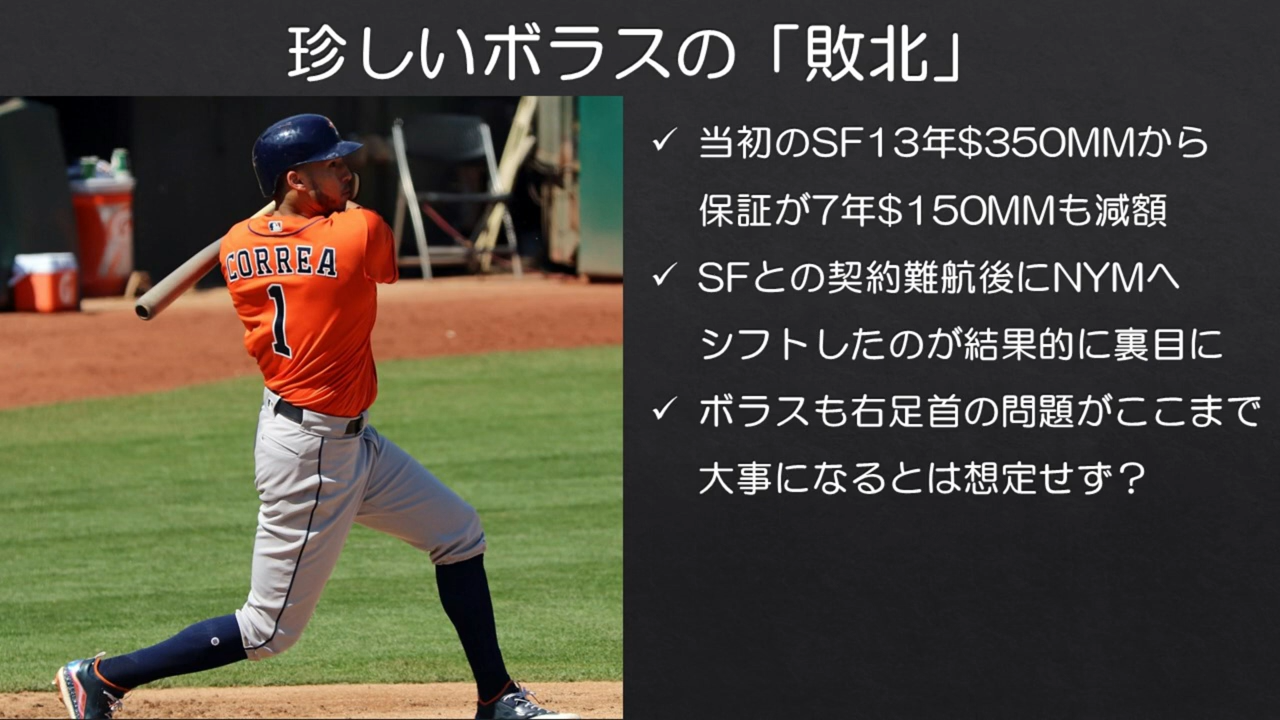 珍しいボラスの「敗北」
✓ 当初のSF13年$350MMから
保証が7年$150MMも減額
✓ SFとの契約難航後にNYMへ
シフトしたのが結果的に裏目に
✓ ボラスも右足首の問題がここまで
大事になるとは想定せず？
CORREA
1